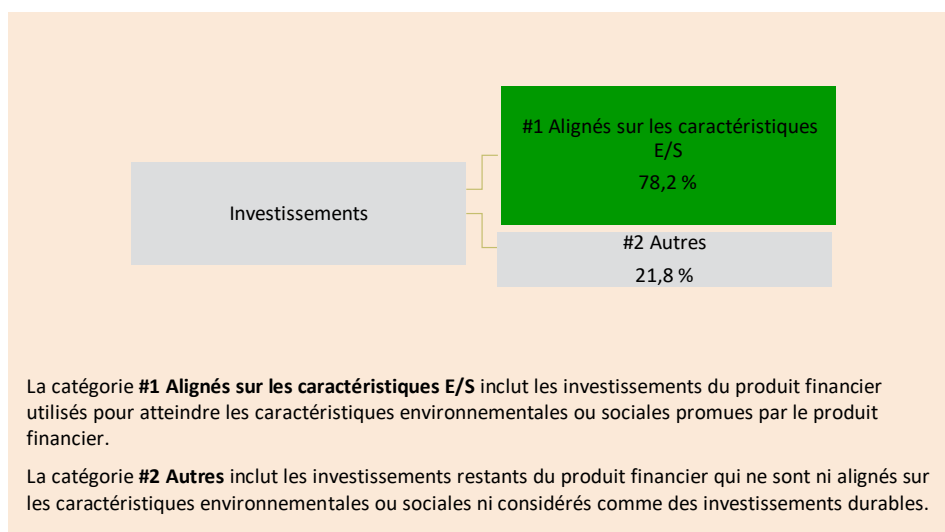 #1 Alignés sur les caractéristiques
E/S
78,2 %
Investissements
#2 Autres
21,8 %
La catégorie #1 Alignés sur les caractéristiques E/S inclut les investissements du produit financier
utilisés pour atteindre les caractéristiques environnementales ou sociales promues par le produit
financier.
La catégorie #2 Autres inclut les investissements restants du produit financier qui ne sont ni alignés sur
les caractéristiques environnementales ou sociales ni considérés comme des investissements durables.